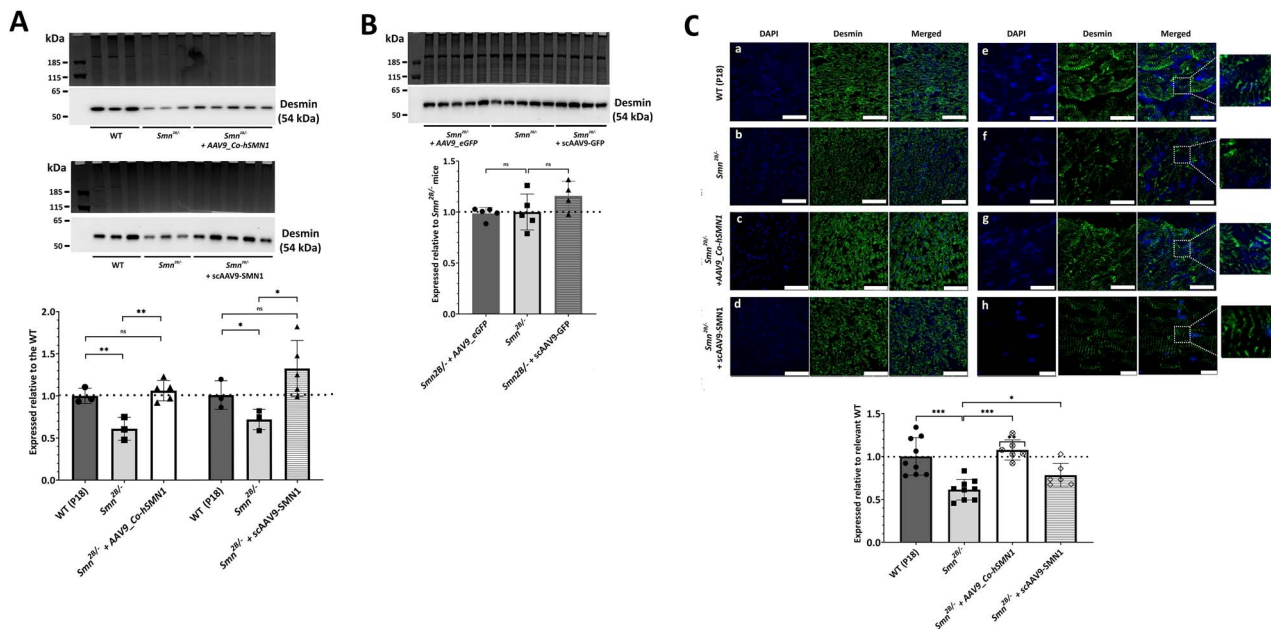 A
kDa
185
115
65
50
Desmin
(54 kDa)
WT
Smn²ᴮ/⁻
Smn²ᴮ/⁻
+ AAV9_Co-hSMN1
kDa
185
115
65
50
Desmin
(54 kDa)
WT
Smn²ᴮ/⁻
Smn²ᴮ/⁻
+ scAAV9-SMN1
Expressed relative to the WT
2.0
1.5
1.0
0.5
0.0
**
ns
**
*
ns
*
WT (P18)
Smn²ᴮ/⁻
Smn²ᴮ/⁻ + AAV9_Co-hSMN1
WT (P18)
Smn²ᴮ/⁻
Smn²ᴮ/⁻ + scAAV9-SMN1
B
kDa
185
115
65
50
Desmin
(54 kDa)
Smn²ᴮ/⁻
+ AAV9_eGFP
Smn²ᴮ/⁻
Smn²ᴮ/⁻
+ scAAV9-GFP
Expressed relative to Smn²ᴮ/⁻ mice
1.5
1.0
0.5
0.0
ns
ns
Smn2B/- + AAV9_eGFP
Smn²ᴮ/⁻
Smn2B/- + scAAV9-GFP
C
DAPI
Desmin
Merged
DAPI
Desmin
Merged
WT (P18)
a
e
Smn²ᴮ/⁻
b
f
Smn²ᴮ/⁻
+AAV9_Co-hSMN1
c
g
Smn²ᴮ/⁻
+ scAAV9-SMN1
d
h
Expressed relative to relevant WT
1.5
1.0
0.5
0.0
***
***
*
**
WT (P18)
Smn²ᴮ/⁻
Smn²ᴮ/⁻ + AAV9_Co-hSMN1
Smn²ᴮ/⁻ + scAAV9-SMN1